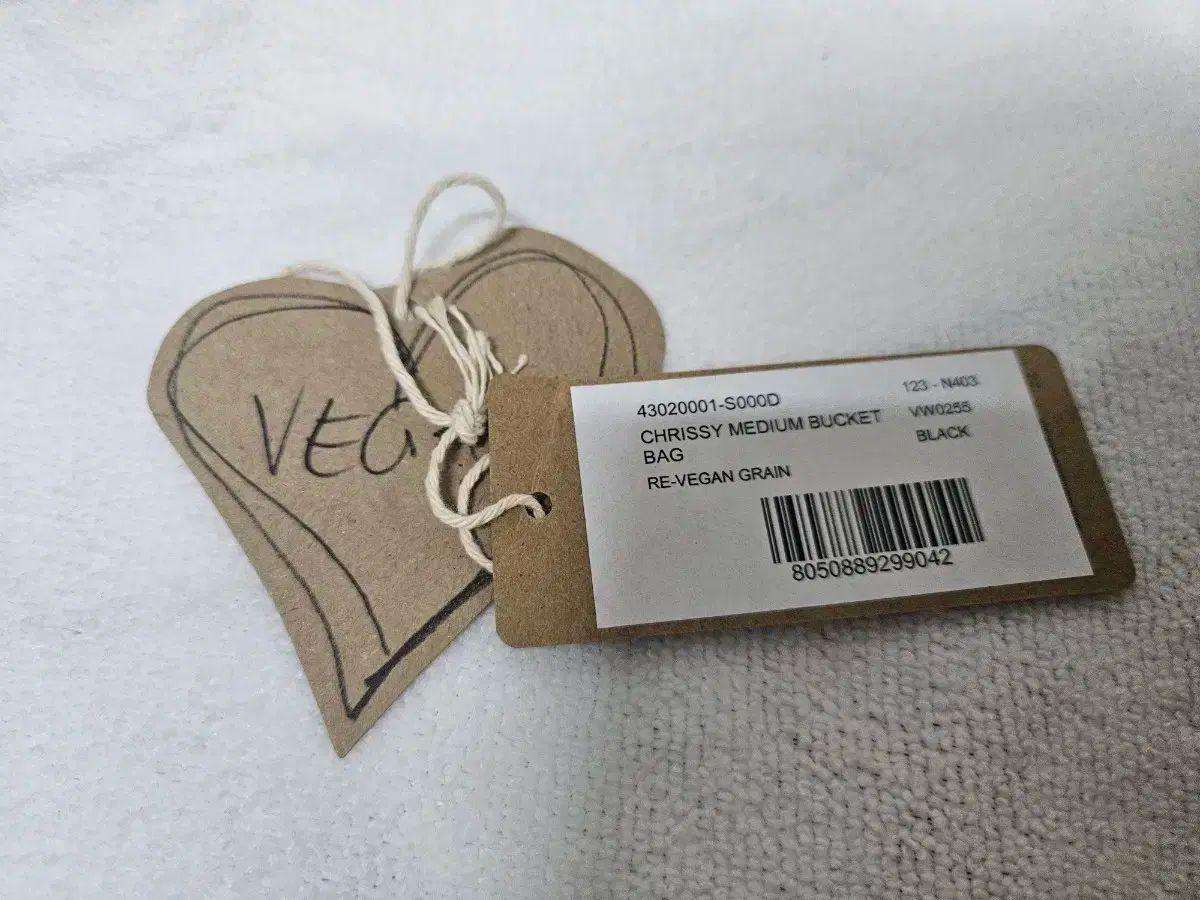 VEG
43020001-S000D 123 - N403
CHRISSY MEDIUM BUCKET VW0255
BAG BLACK
RE-VEGAN GRAIN
8050889299042